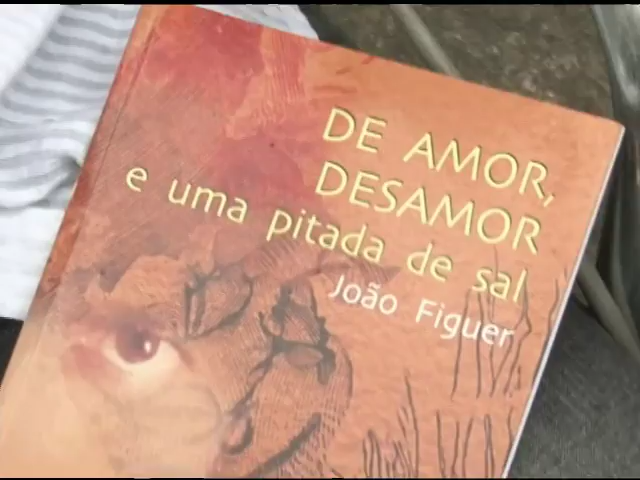 DE AMOR,
DESAMOR
e uma pitada de sal
João Figuer